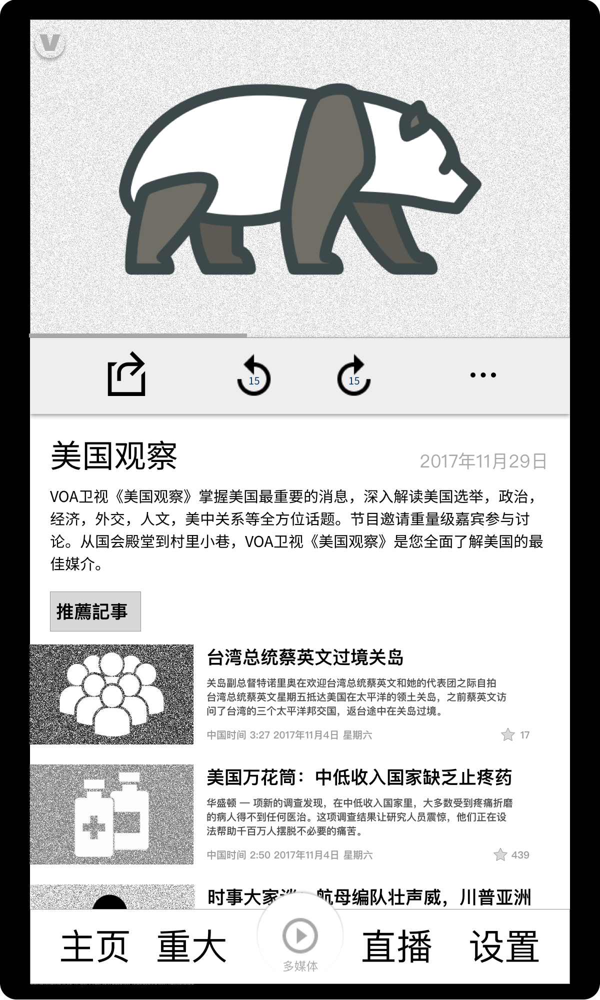 V
15
15
美国观察
2017年11月29日
VOA卫视《美国观察》掌握美国最重要的消息，深入解读美国选举，政治，
经济，外交，人文，美中关系等全方位话题。节目邀请重量级嘉宾参与讨
论。从国会殿堂到村里小巷，VOA卫视《美国观察》是您全面了解美国的最
佳媒介。
推薦記事
台湾总统蔡英文过境关岛
关岛副总督特诺里奥在欢迎台湾总统蔡英文和她的代表团之际自拍
台湾总统蔡英文星期五抵达美国在太平洋的领土关岛，之前蔡英文访
问了台湾的三个太平洋邦交国，返台途中在关岛过境。
中国时间 3:27 2017年11月4日 星期六
17
美国万花筒：中低收入国家缺乏止疼药
华盛顿 — 项新的调查发现，在中低收入国家里，大多数受到疼痛折磨
的病人得不到任何医治。这项调查结果让研究人员震惊，他们正在设
法帮助千百万人摆脱不必要的痛苦。
中国时间 2:50 2017年11月4日 星期六
439
时事大家 航母编队壮声威，川普亚洲
主页
重大
多媒体
直播
设置